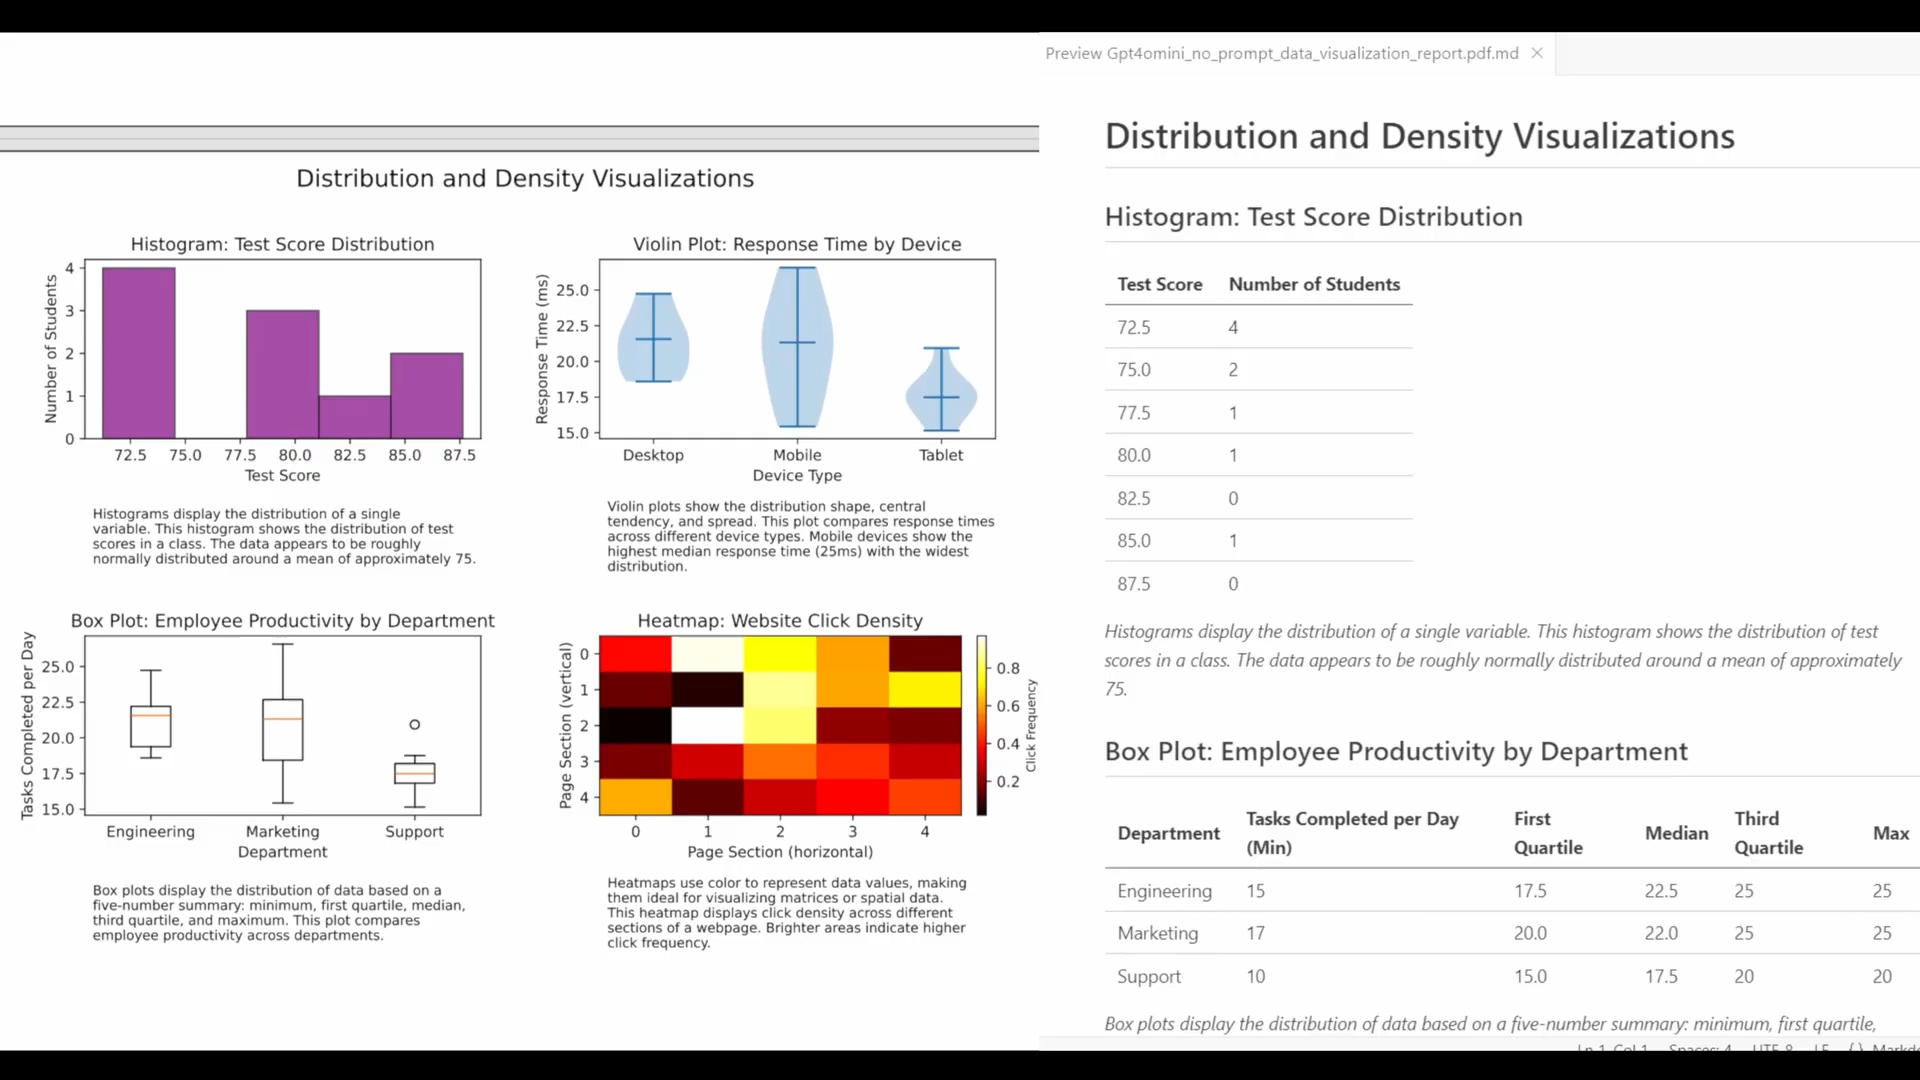 Preview Gpt4omini_no_prompt_data_visualization_report.pdf.md ×
Distribution and Density Visualizations
Histogram: Test Score Distribution
Number of Students
4
3
2
1
0
72.5 75.0 77.5 80.0 82.5 85.0 87.5
Test Score
Histograms display the distribution of a single
variable. This histogram shows the distribution of test
scores in a class. The data appears to be roughly
normally distributed around a mean of approximately 75.
Violin Plot: Response Time by Device
Response Time (ms)
25.0
22.5
20.0
17.5
15.0
Desktop Mobile Tablet
Device Type
Violin plots show the distribution shape, central
tendency, and spread. This plot compares response times
across different device types. Mobile devices show the
highest median response time (25ms) with the widest
distribution.
Box Plot: Employee Productivity by Department
Tasks Completed per Day
25.0
22.5
20.0
17.5
15.0
Engineering Marketing Support
Department
Box plots display the distribution of data based on a
five-number summary: minimum, first quartile, median,
third quartile, and maximum. This plot compares
employee productivity across departments.
Heatmap: Website Click Density
Page Section (vertical)
0
1
2
3
4
0 1 2 3 4
Page Section (horizontal)
0.8
0.6
0.4
0.2
Click Frequency
Heatmaps use color to represent data values, making
them ideal for visualizing matrices or spatial data.
This heatmap displays click density across different
sections of a webpage. Brighter areas indicate higher
click frequency.
Distribution and Density Visualizations
Histogram: Test Score Distribution
Test Score Number of Students
72.5 4
75.0 2
77.5 1
80.0 1
82.5 0
85.0 1
87.5 0
Histograms display the distribution of a single variable. This histogram shows the distribution of test
scores in a class. The data appears to be roughly normally distributed around a mean of approximately
75.
Box Plot: Employee Productivity by Department
Department Tasks Completed per Day (Min) First Quartile Median Third Quartile Max
Engineering 15 17.5 22.5 25 25
Marketing 17 20.0 22.0 25 25
Support 10 15.0 17.5 20 20
Box plots display the distribution of data based on a five-number summary: minimum, first quartile,
Ln 1, Col 1 Spaces: 4 UTF-8 LF